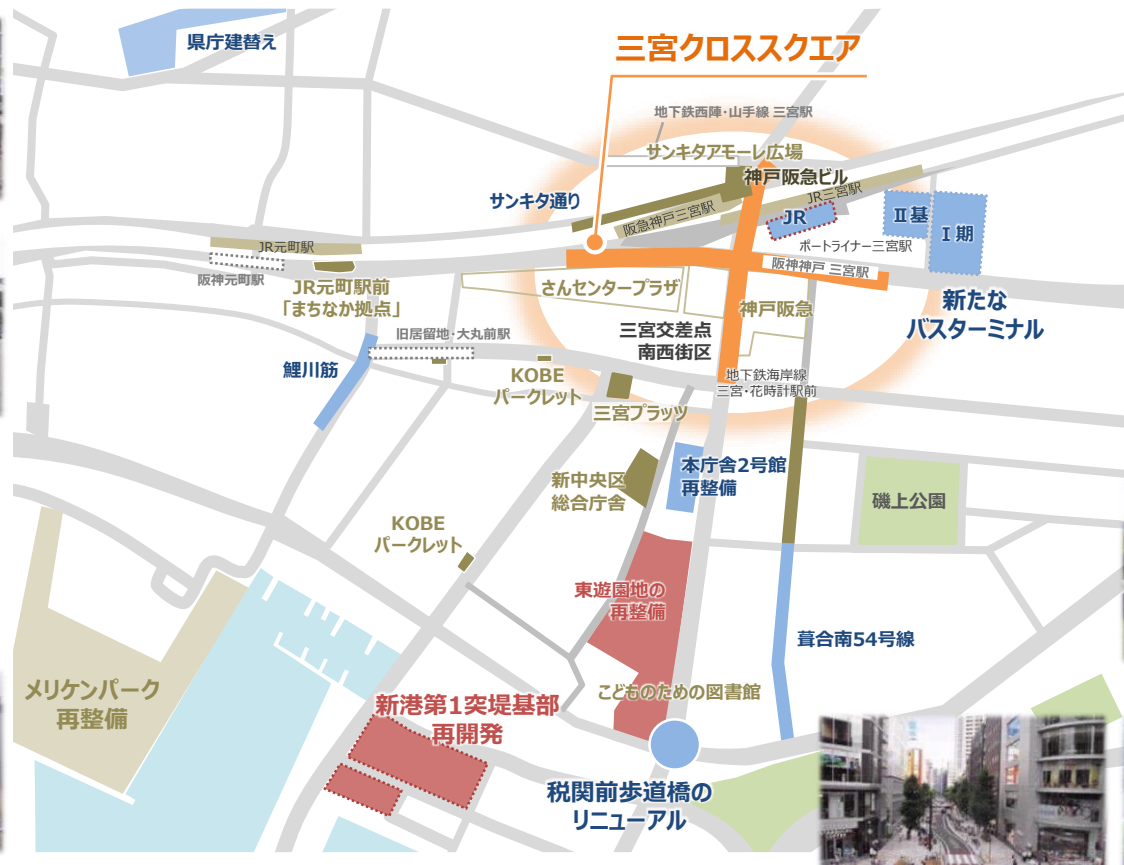 県庁建替え
三宮クロススクエア
地下鉄西陣･山手線 三宮駅
サンキタアモーレ広場
神戸阪急ビル
JR三宮駅
サンキタ通り
阪急神戸三宮駅
JR
Ⅱ基
Ⅰ期
ポートライナー三宮駅
JR元町駅
阪神元町駅
阪神神戸 三宮駅
JR元町駅前
「まちなか拠点」
さんセンタープラザ
神戸阪急
新たな
バスターミナル
三宮交差点
南西街区
旧居留地･大丸前駅
鯉川筋
KOBE
パークレット
地下鉄海岸線
三宮･花時計駅前
三宮プラッツ
本庁舎2号館
再整備
新中央区
総合庁舎
磯上公園
KOBE
パークレット
東遊園地の
再整備
葺合南54号線
メリケンパーク
再整備
こどものための図書館
新港第1突堤基部
再開発
税関前歩道橋の
リニューアル